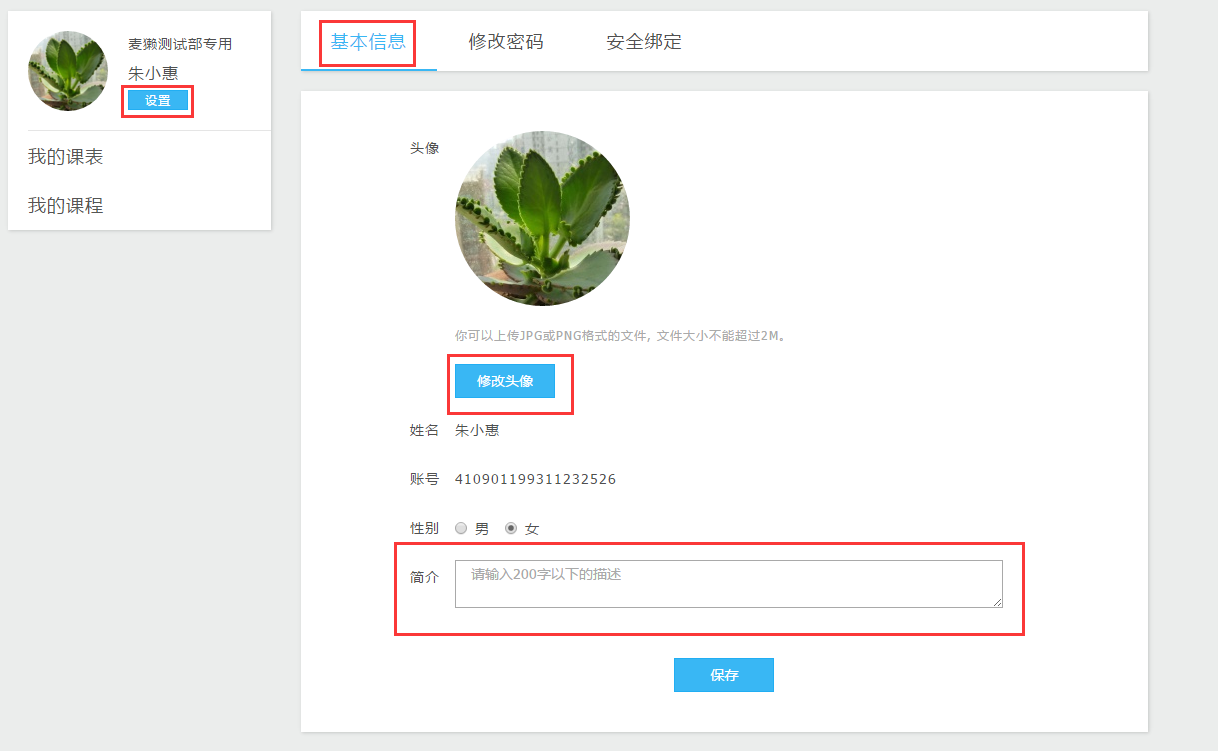 麦獭测试部专用
朱小惠
设置
我的课表
我的课程
基本信息 修改密码 安全绑定
头像
你可以上传JPG或PNG格式的文件, 文件大小不能超过2M。
修改头像
姓名 朱小惠
账号 410901199311232526
性别 男 女
简介 请输入200字以下的描述
保存